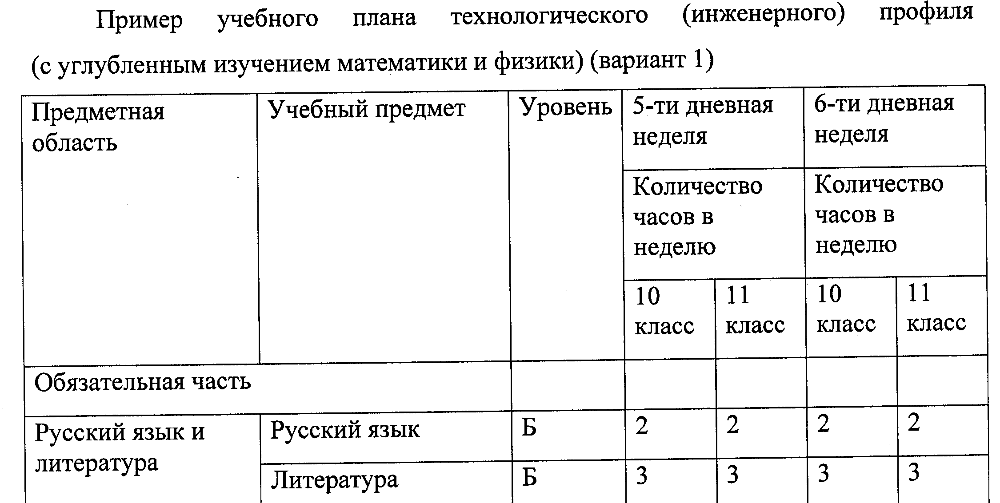 Пример учебного плана технологического (инженерного) профиля
(с углубленным изучением математики и физики) (вариант 1)
Предметная
область
Учебный предмет
Уровень
5-ти дневная
неделя
6-ти дневная
неделя
Количество
часов в
неделю
Количество
часов в
неделю
10
класс
11
класс
10
класс
11
класс
Обязательная часть
Русский язык и
литература
Русский язык Б 2 2 2 2
Литература Б 3 3 3 3